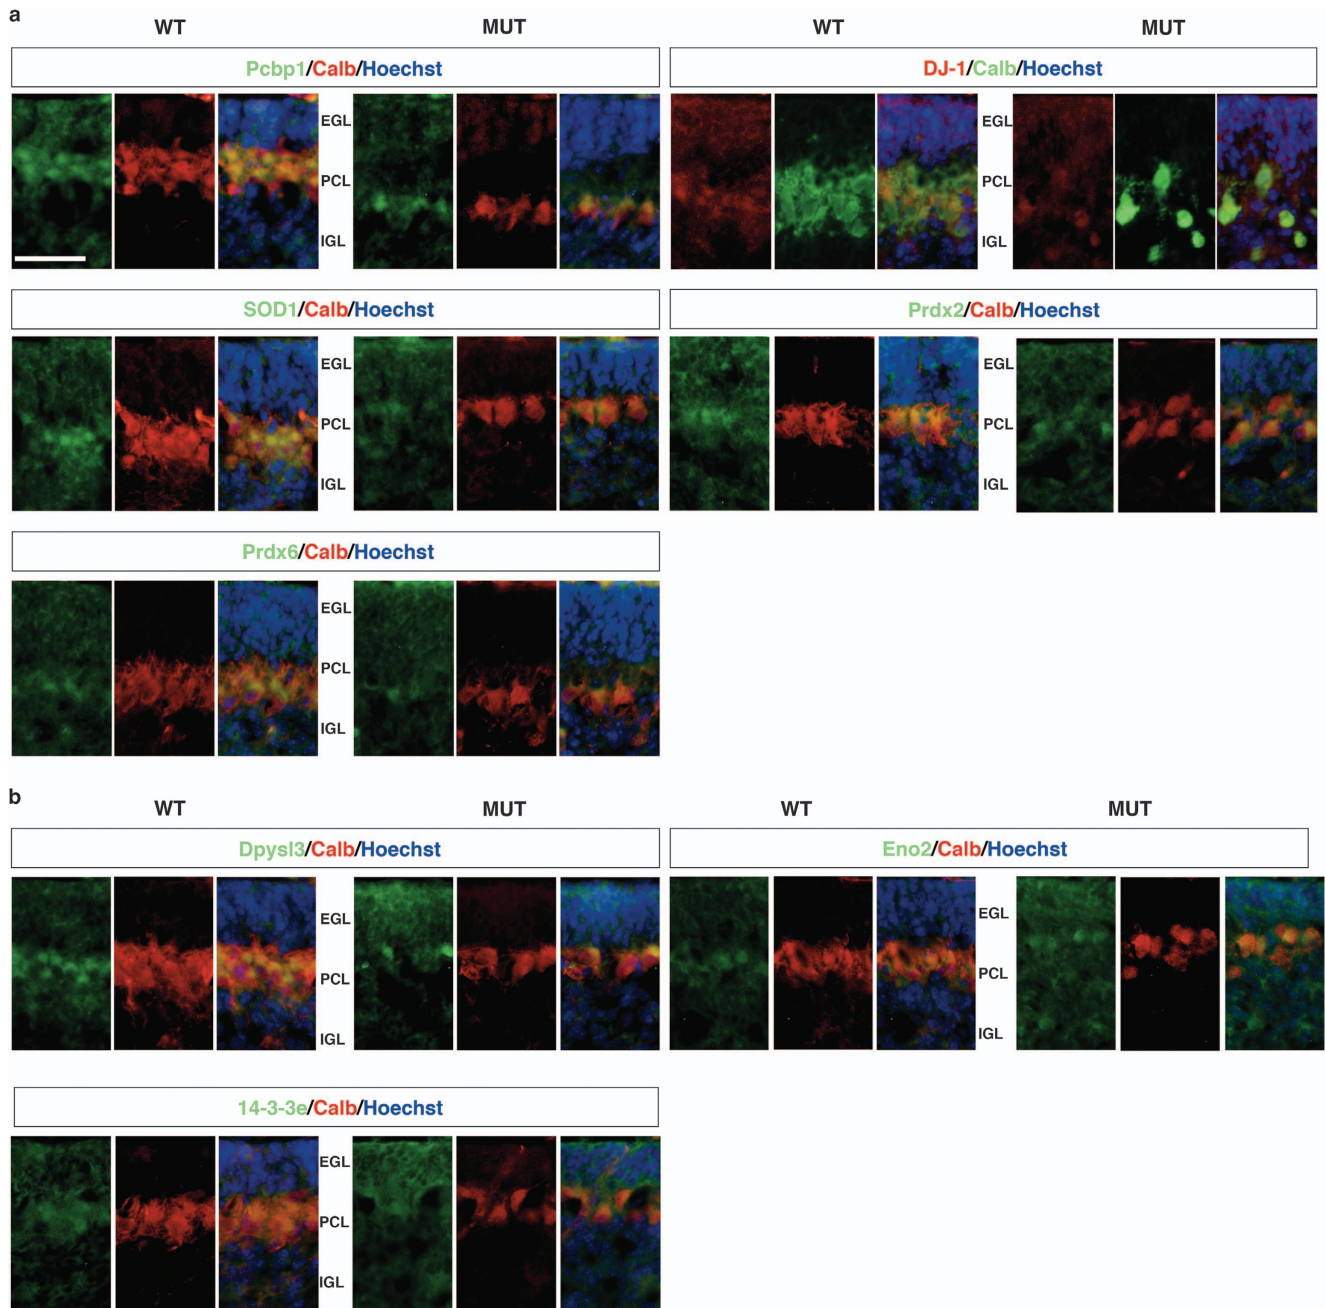 a
WT MUT WT MUT
Pcbp1/Calb/Hoechst DJ-1/Calb/Hoechst
EGL EGL
PCL PCL
IGL IGL
SOD1/Calb/Hoechst Prdx2/Calb/Hoechst
EGL EGL
PCL PCL
IGL IGL
Prdx6/Calb/Hoechst
EGL
PCL
IGL
b
WT MUT WT MUT
Dpysl3/Calb/Hoechst Eno2/Calb/Hoechst
EGL EGL
PCL PCL
IGL IGL
14-3-3e/Calb/Hoechst
EGL
PCL
IGL